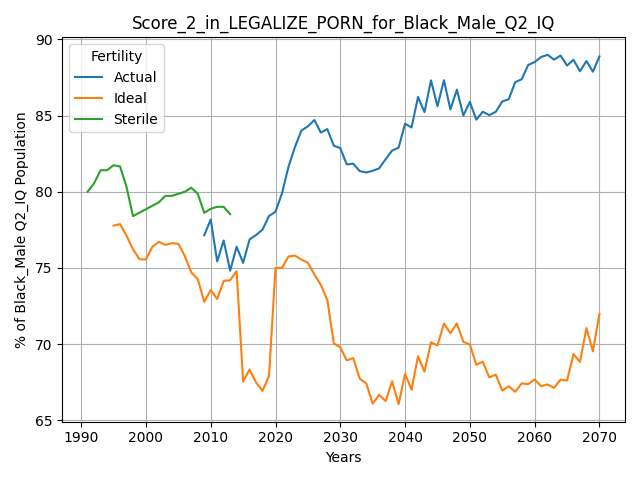 Score_2_in_LEGALIZE_PORN_for_Black_Male_Q2_IQ
Fertility
Actual
Ideal
Sterile
% of Black_Male Q2_IQ Population
90
85
80
75
70
65
1990 2000 2010 2020 2030 2040 2050 2060 2070
Years